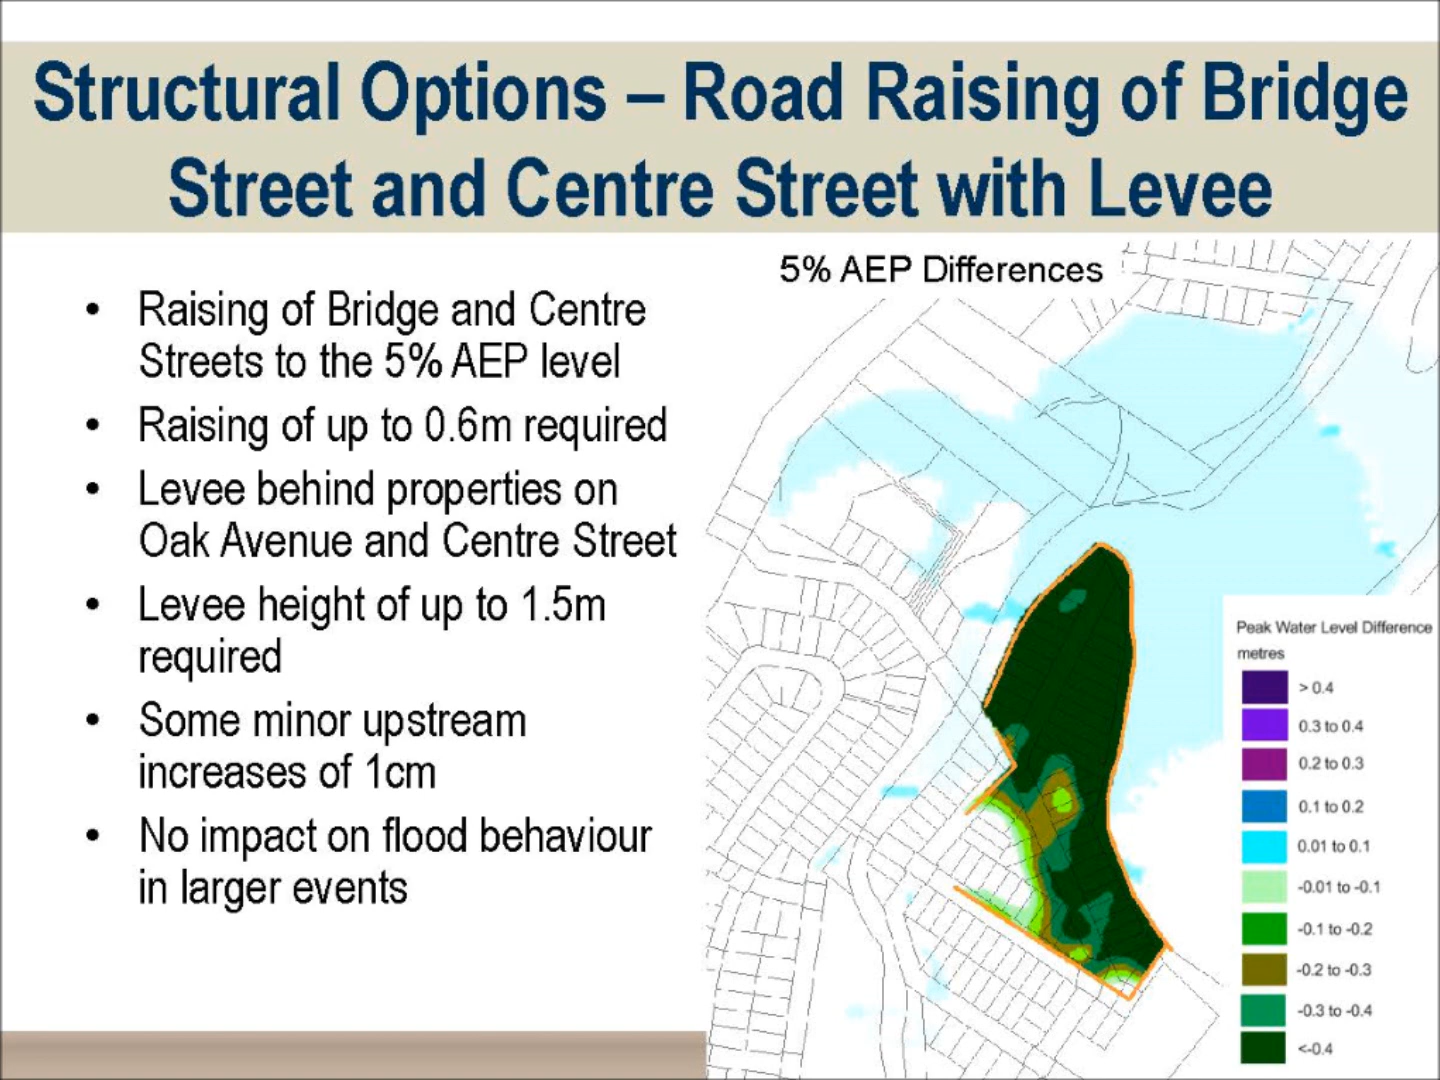 Structural Options – Road Raising of Bridge
Street and Centre Street with Levee
• Raising of Bridge and Centre
Streets to the 5% AEP level
• Raising of up to 0.6m required
• Levee behind properties on
Oak Avenue and Centre Street
• Levee height of up to 1.5m
required
• Some minor upstream
increases of 1cm
• No impact on flood behaviour
in larger events
5% AEP Differences
Peak Water Level Difference
metres
> 0.4
0.3 to 0.4
0.2 to 0.3
0.1 to 0.2
0.01 to 0.1
-0.01 to -0.1
-0.1 to -0.2
-0.2 to -0.3
-0.3 to -0.4
<-0.4